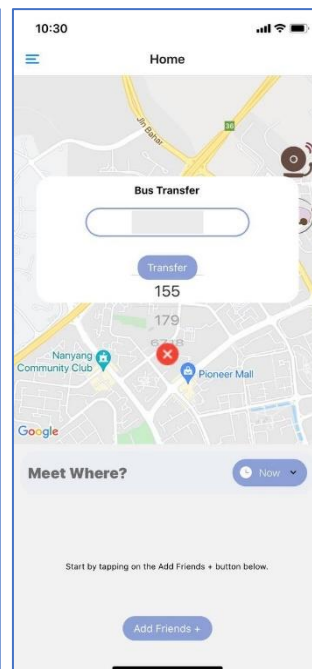 10:30
Home
Jln Bahar
36
Bus Transfer
Transfer
155
179
Nanyang
Community Club
Pioneer Mall
Google
Meet Where?
Now
Start by tapping on the Add Friends + button below.
Add Friends +